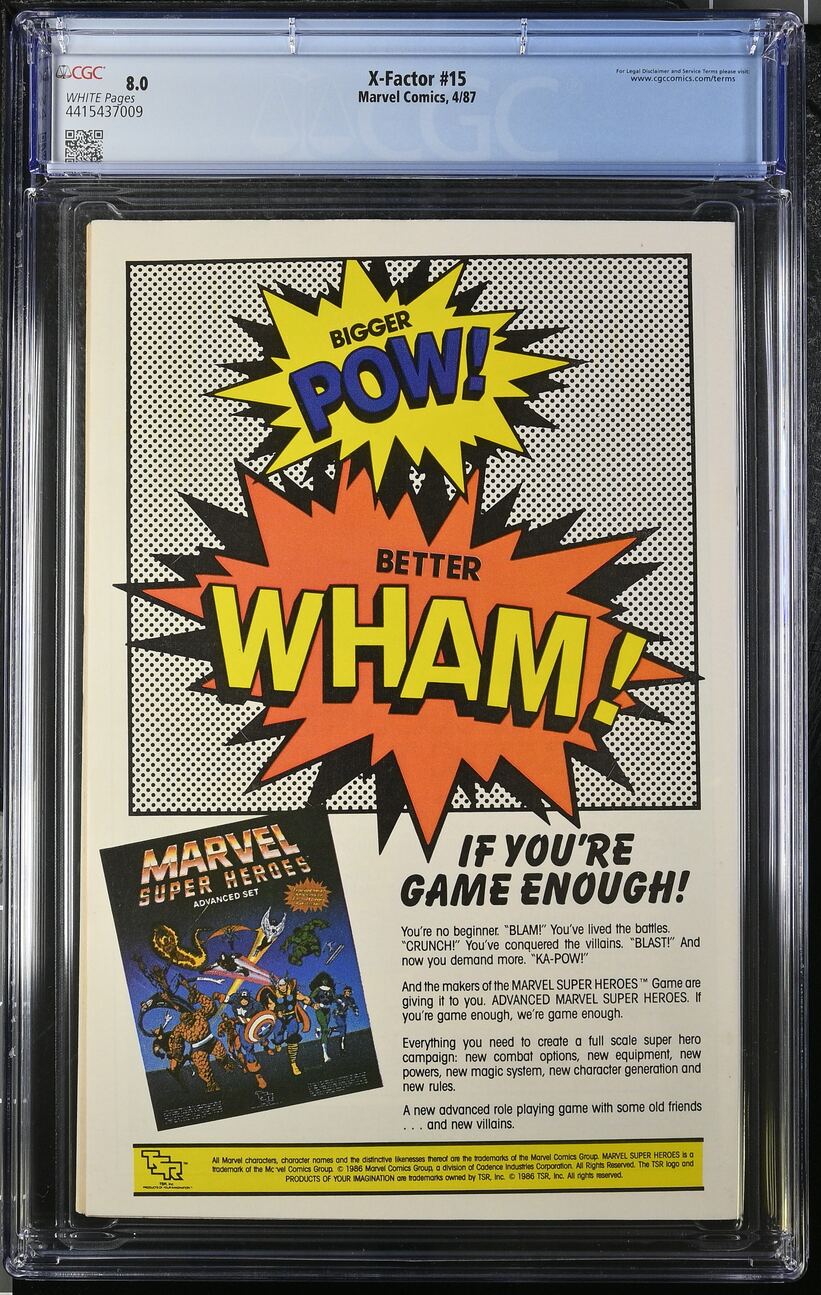 CGC
8.0
WHITE Pages
4415437009
X-Factor #15
Marvel Comics, 4/87
For Legal Disclaimer and Service Terms please visit:
www.cgccomics.com/terms
BIGGER
POW!
BETTER
WHAM!
MARVEL
SUPER HEROES
ADVANCED SET
IF YOU'RE
GAME ENOUGH!
You're no beginner. "BLAM!" You've lived the battles.
"CRUNCH!" You've conquered the villains. "BLAST!" And
now you demand more. "KA-POW!"
And the makers of the MARVEL SUPER HEROES™ Game are
giving it to you. ADVANCED MARVEL SUPER HEROES. If
you're game enough, we're game enough.
Everything you need to create a full scale super hero
campaign: new combat options, new equipment, new
powers, new magic system, new character generation and
new rules.
A new advanced role playing game with some old friends
. . . and new villains.
TSR™
TSR, Inc.
PRODUCTS OF YOUR IMAGINATION™
All Marvel characters, character names and the distinctive likenesses thereof are the trademarks of the Marvel Comics Group. MARVEL SUPER HEROES is a
trademark of the Marvel Comics Group. © 1986 Marvel Comics Group, a division of Cadence Industries Corporation. All Rights Reserved. The TSR logo and
PRODUCTS OF YOUR IMAGINATION are trademarks owned by TSR, Inc. © 1986 TSR, Inc. All rights reserved.